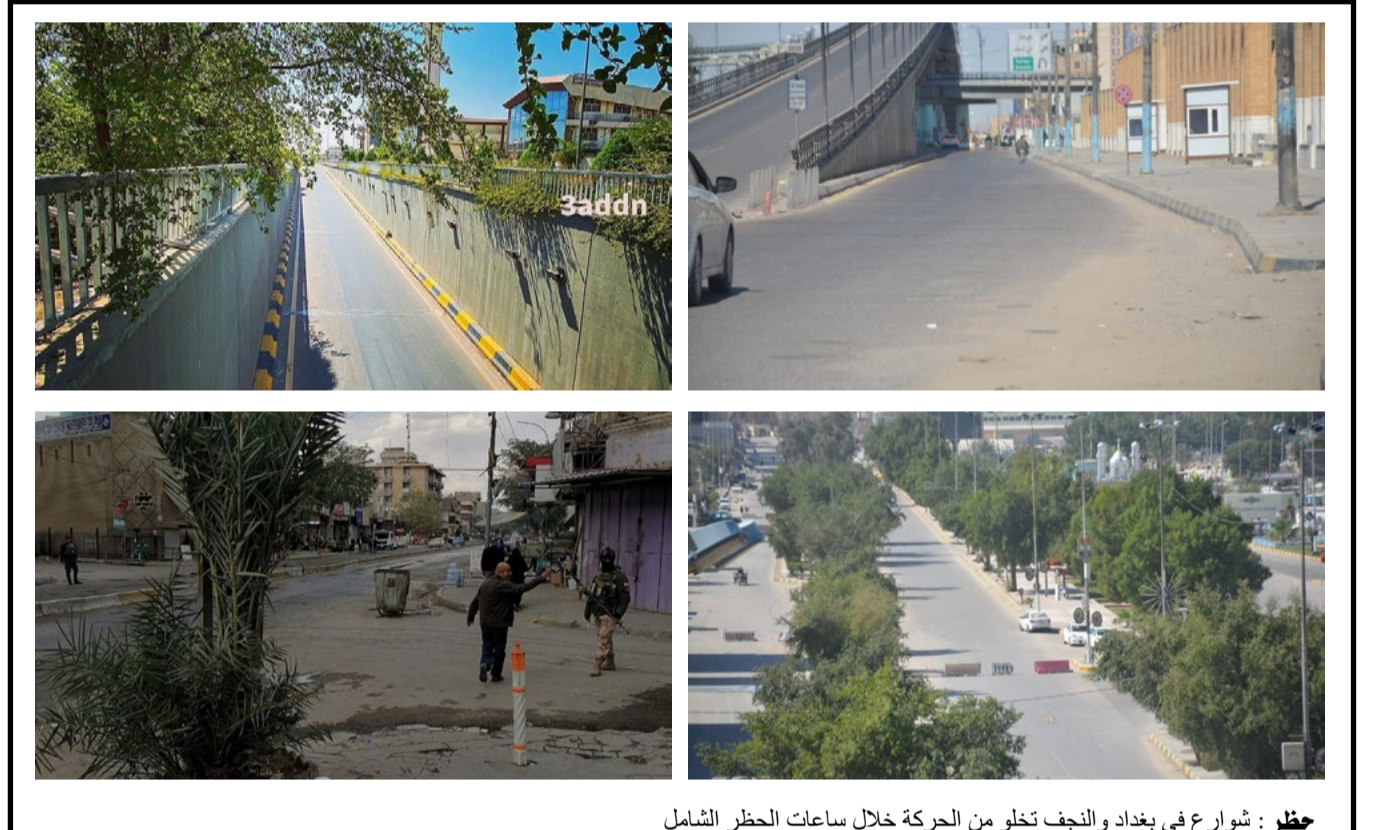 3addn
حظر : شوارع في بغداد والنجف تخلو من الحركة خلال ساعات الحظر الشامل